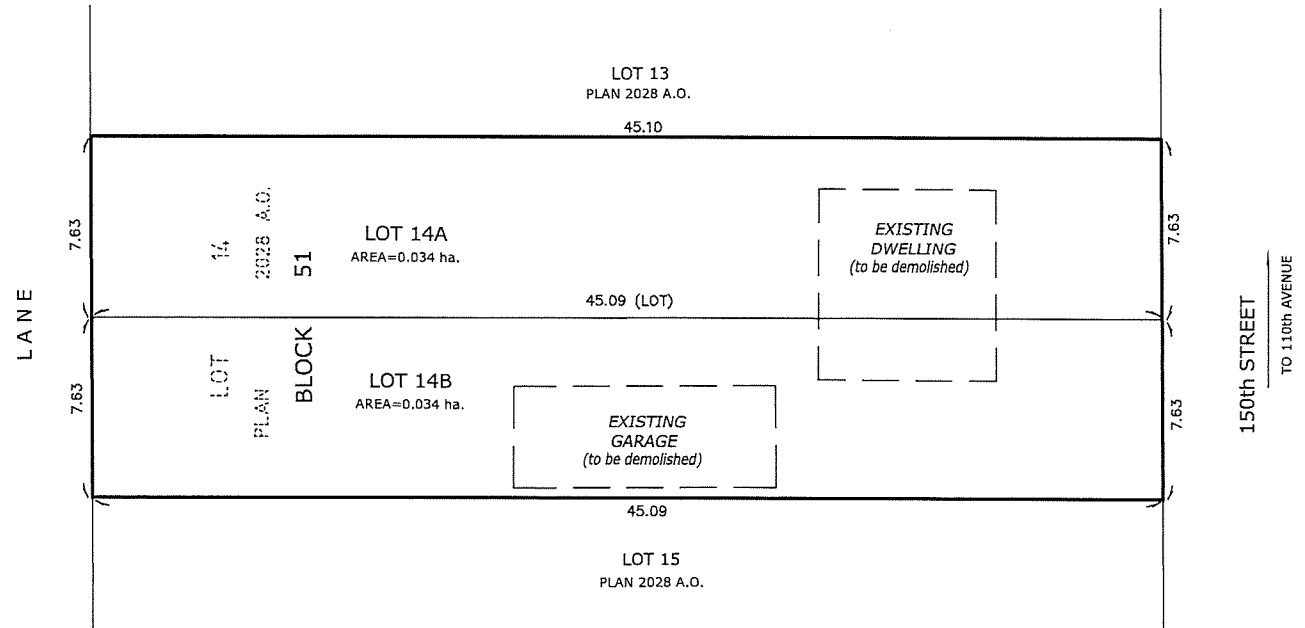 LOT 13
PLAN 2028 A.O.
45.10
7.63
7.63
LOT 14
PLAN 2028 A.O.
BLOCK 51
LOT 14A
AREA=0.034 ha.
EXISTING
DWELLING
(to be demolished)
LANE
45.09 (LOT)
150th STREET
TO 110th AVENUE
7.63
7.63
LOT 14B
AREA=0.034 ha.
EXISTING
GARAGE
(to be demolished)
45.09
LOT 15
PLAN 2028 A.O.